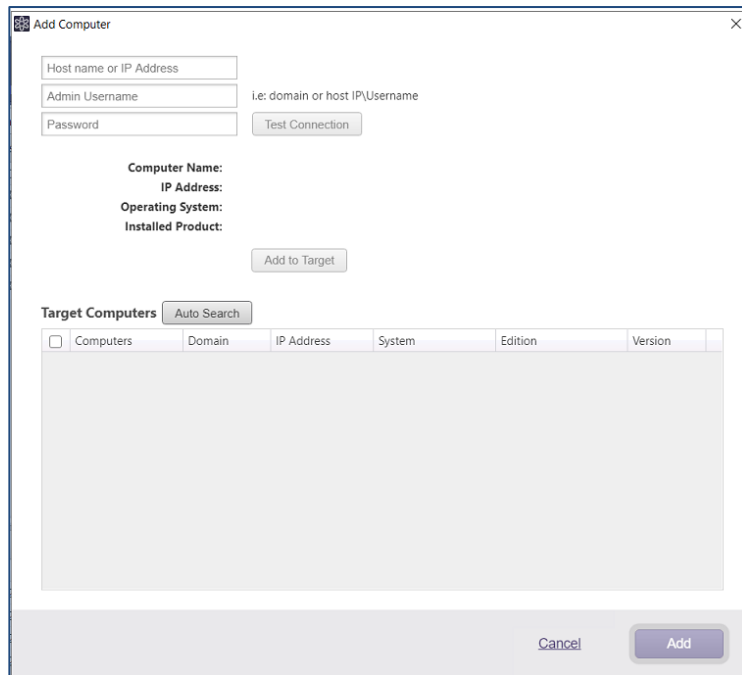 Add Computer
Host name or IP Address
Admin Username i.e: domain or host IP\Username
Password Test Connection
Computer Name:
IP Address:
Operating System:
Installed Product:
Add to Target
Target Computers Auto Search
Computers Domain IP Address System Edition Version
Cancel Add